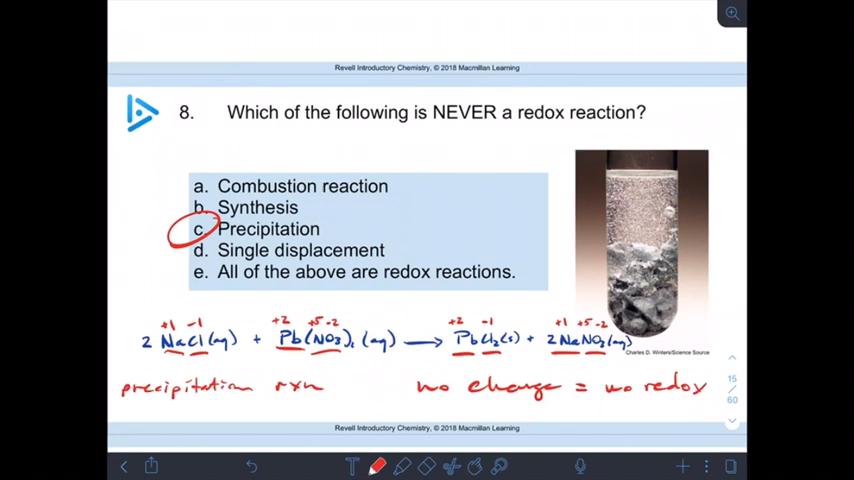 Revell Introductory Chemistry, © 2018 Macmillan Learning
8. Which of the following is NEVER a redox reaction?
a. Combustion reaction
b. Synthesis
c. Precipitation
d. Single displacement
e. All of the above are redox reactions.
+1 -1 +2 +5 -2 +2 -1 +1 +5 -2
2 NaCl (aq) + Pb(NO3)2 (aq) → PbCl2(s) + 2NaNO3(aq)
Charles D. Winters/Science Source
precipitation rxn no change = no redox
15
/
60
Revell Introductory Chemistry, © 2018 Macmillan Learning